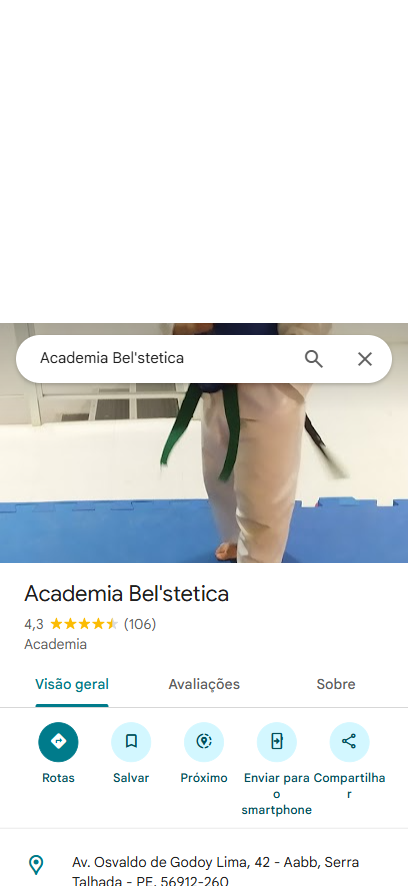 Academia Bel'stetica
Academia Bel'stetica
4,3 (106)
Academia
Visão geral Avaliações Sobre
Rotas Salvar Próximo Enviar para o smartphone Compartilhar
Av. Osvaldo de Godoy Lima, 42 - Aabb, Serra
Talhada - PE, 56912-260